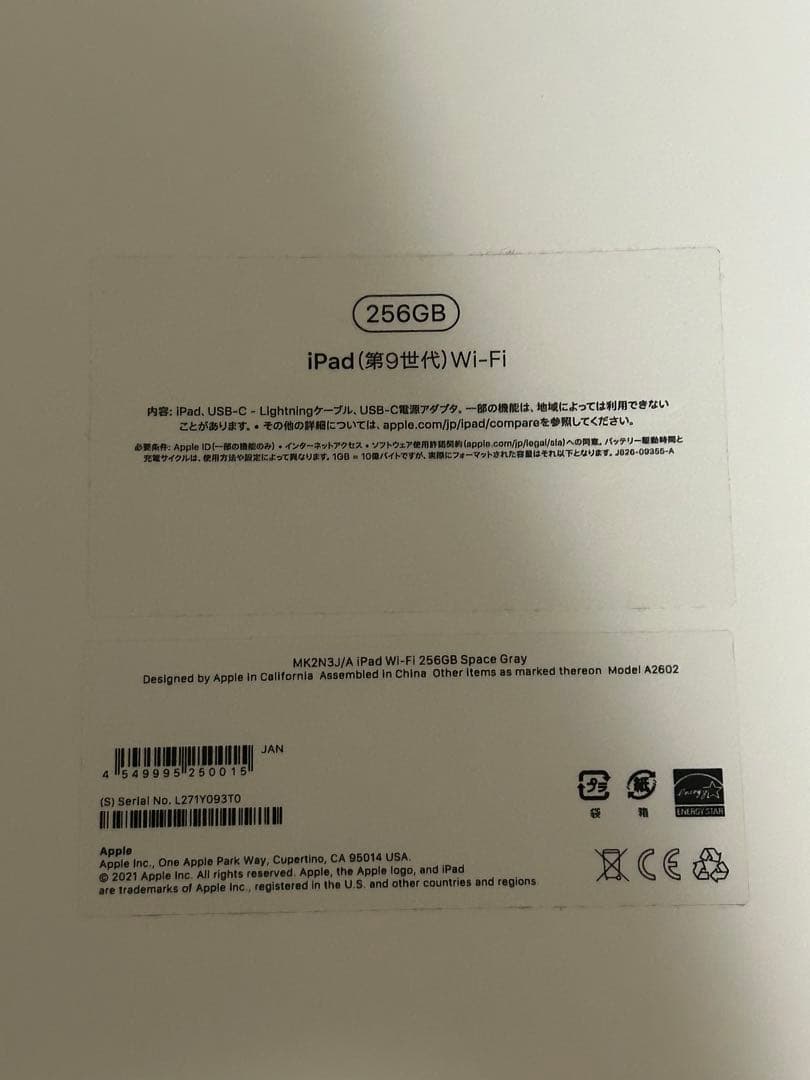 256GB
iPad(第9世代)Wi-Fi
内容: iPad、USB-C - Lightningケーブル、USB-C電源アダプタ。一部の機能は、地域によっては利用できない
ことがあります。• その他の詳細については、apple.com/jp/ipad/compareを参照してください。
必要条件: Apple ID(一部の機能のみ) • インターネットアクセス • ソフトウェア使用許諾契約(apple.com/jp/legal/sla)への同意。バッテリー駆動時間と
充電サイクルは、使用方法や設定によって異なります。1GB = 10億バイトですが、実際にフォーマットされた容量はそれ以下となります。J626-09355-A
MK2N3J/A iPad Wi-Fi 256GB Space Gray
Designed by Apple in California Assembled in China Other items as marked thereon Model A2602
JAN
4 549995 250015
(S) Serial No. L271Y093T0
プラ
袋
紙
箱
energy
ENERGY STAR
Apple
Apple Inc., One Apple Park Way, Cupertino, CA 95014 USA.
© 2021 Apple Inc. All rights reserved. Apple, the Apple logo, and iPad
are trademarks of Apple Inc., registered in the U.S. and other countries and regions
CE